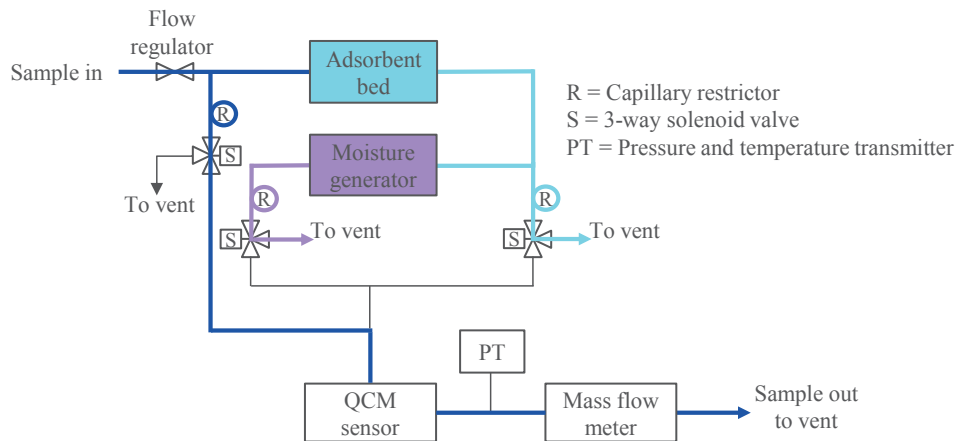 Flow
regulator
Sample in
Adsorbent
bed
R = Capillary restrictor
S = 3-way solenoid valve
PT = Pressure and temperature transmitter
R
S
Moisture
generator
To vent
R
R
S
To vent
S
To vent
PT
QCM
sensor
Mass flow
meter
Sample out
to vent